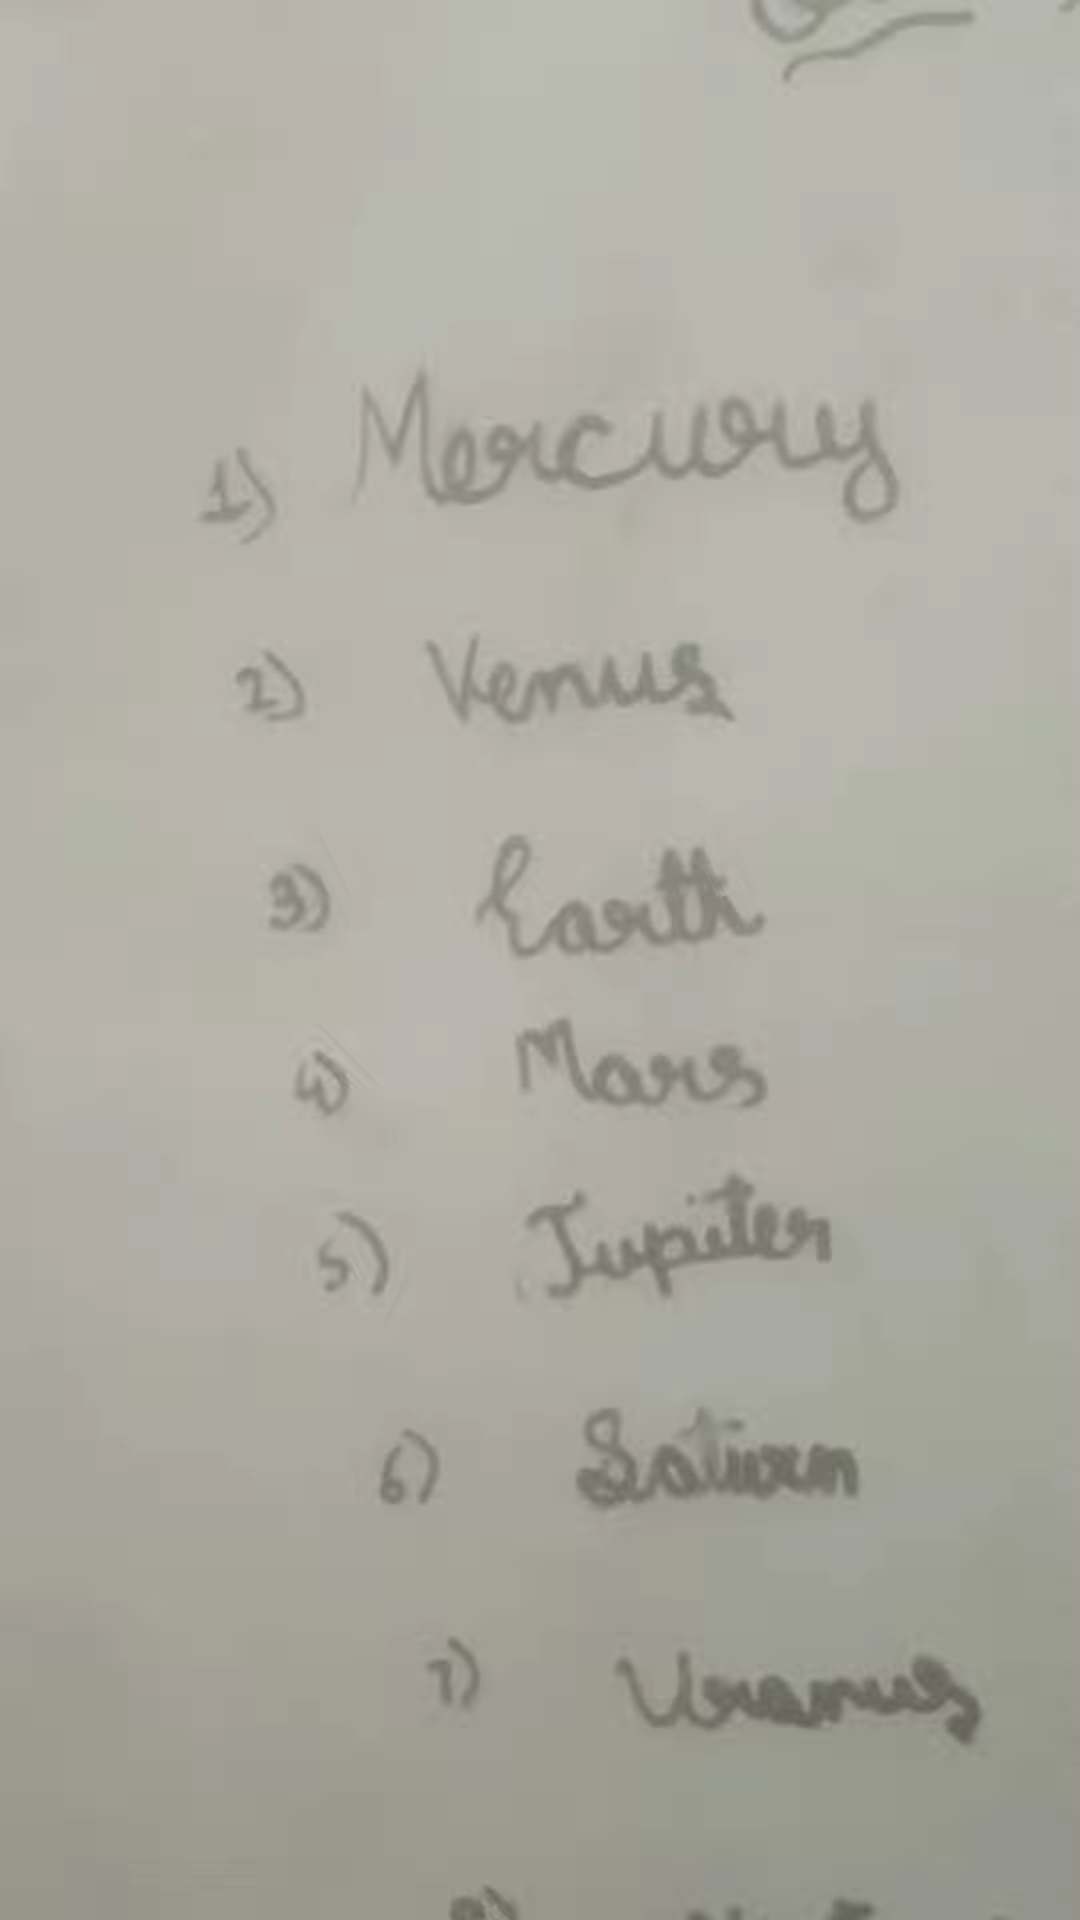 1) Mercury
2) Venus
3) Earth
4) Mars
5) Jupiter
6) Saturn
7) Uranus